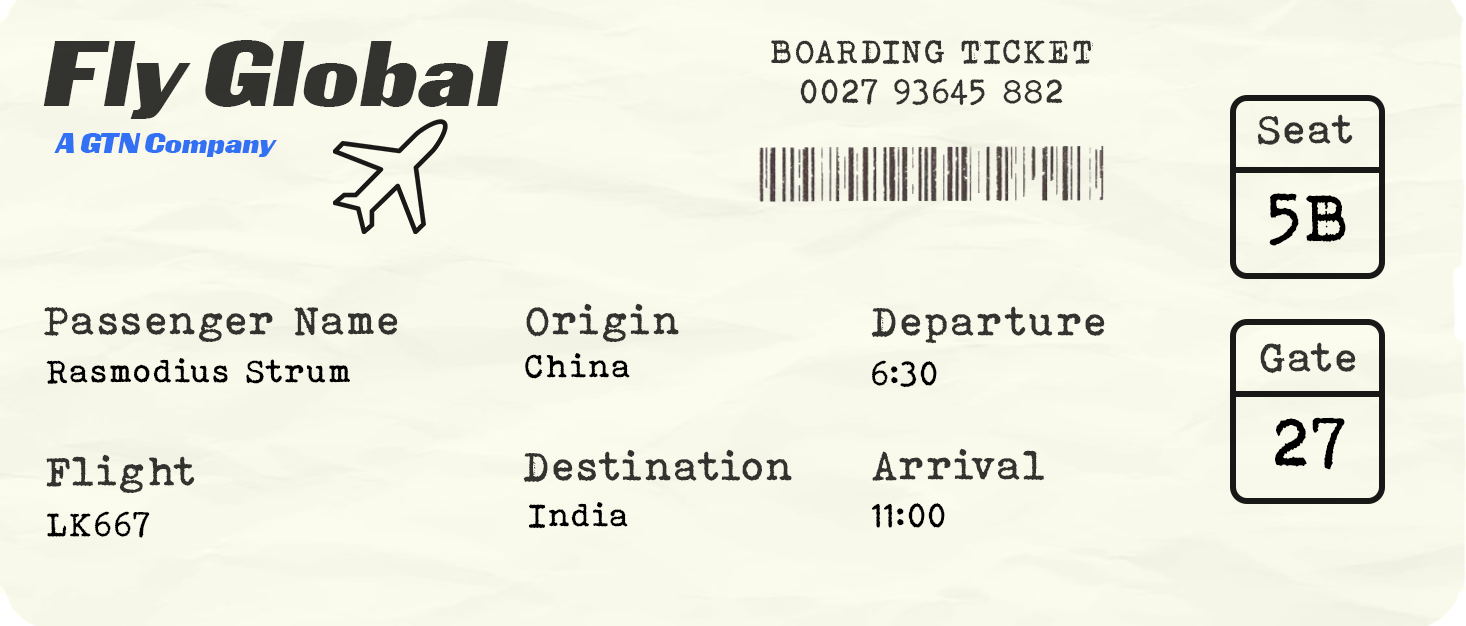 Fly Global
A GTN Company
BOARDING TICKET
0027 93645 882
Seat
5B
Passenger Name
Rasmodius Strum
Origin
China
Departure
6:30
Gate
27
Flight
LK667
Destination
India
Arrival
11:00